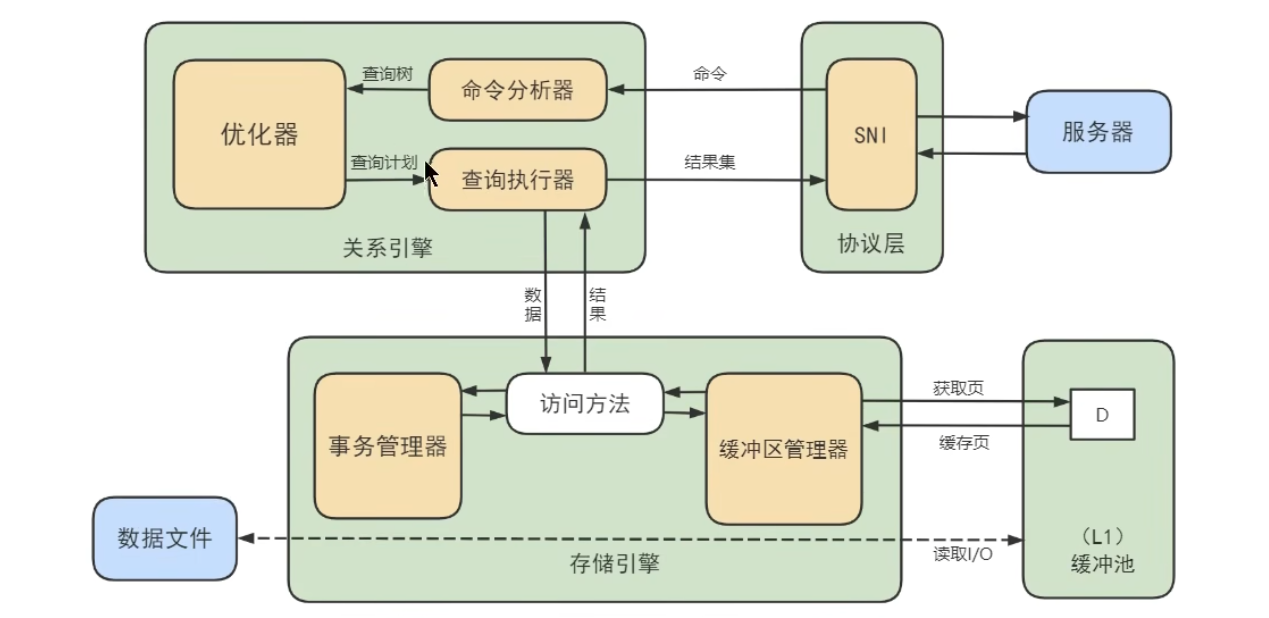 查询树
命令分析器
命令
优化器
SNI
服务器
查询计划
查询执行器
结果集
关系引擎
协议层
数
据
结
果
访问方法
获取页
D
事务管理器
缓冲区管理器
缓存页
数据文件
(L1)
读取I/O
缓冲池
存储引擎